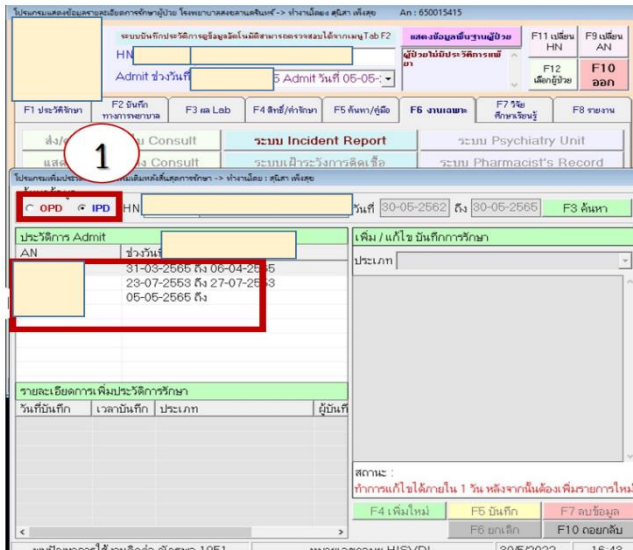 โปรแกรมแสดงข้อมูลรายละเอียดการรักษาผู้ป่วย โรงพยาบาลสงขลานครินทร์ -> ทำงานโดย: สุนิสา เพ็งสุย An : 650015415
ระบบบันทึกประวัติการดูข้อมูลอัตโนมัติสามารถตรวจสอบได้จากเมนู Tab F2
แสดงข้อมูลพื้นฐานผู้ป่วย
F11 เปลี่ยน HN
F9 เปลี่ยน AN
HN
ผู้ป่วยไม่มีประวัติการแพ้ยา
Admit ช่วงวันที่
5 Admit วันที่ 05-05-
F12 เลือกผู้ป่วย
F10 ออก
F1 ประวัติรักษา
F2 บันทึกทางการพยาบาล
F3 ผล Lab
F4 สิทธิ์/ค่ารักษา
F5 ค้นหา/คู่มือ
F6 งานเฉพาะ
F7 วิจัย ศึกษาเรียนรู้
F8 รายงาน
Consult
ระบบ Incident Report
ระบบ Psychiatry Unit
1
Consult
ระบบเฝ้าระวังการติดเชื้อ
ระบบ Pharmacist's Record
OPD IPD HN
วันที่ 30-05-2562 ถึง 30-05-2565 F3 ค้นหา
ประวัติการ Admit
เพิ่ม / แก้ไข บันทึกการรักษา
AN
ช่วงวันที่
ประเภท
31-03-2565 ถึง 06-04-2565
23-07-2553 ถึง 27-07-2553
05-05-2565 ถึง
รายละเอียดการเพิ่มประวัติการรักษา
วันที่บันทึก เวลาบันทึก ประเภท ผู้บันทึ
สถานะ :
ทำการแก้ไขได้ภายใน 1 วัน หลังจากนั้นต้องเพิ่มรายการใหม่
F4 เพิ่มใหม่ F5 บันทึก F7 ลบข้อมูล
F6 ยกเลิก F10 ถอยกลับ
30/5/2022 16:43